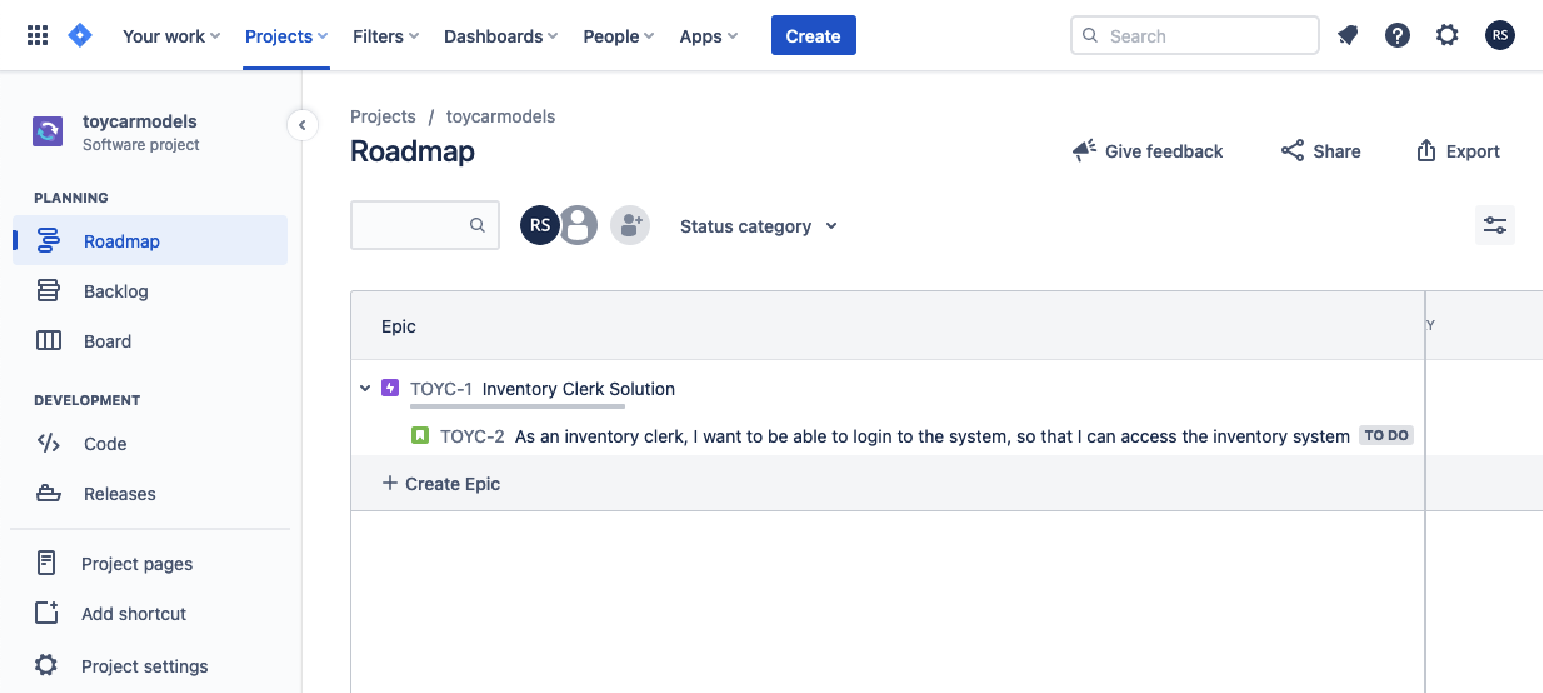 Your work
Projects
Filters
Dashboards
People
Apps
Create
Search
RS
toycarmodels
Software project
PLANNING
Roadmap
Backlog
Board
DEVELOPMENT
Code
Releases
Project pages
Add shortcut
Project settings
Projects / toycarmodels
Roadmap
Give feedback
Share
Export
RS
Status category
Epic
Y
TOYC-1 Inventory Clerk Solution
TOYC-2 As an inventory clerk, I want to be able to login to the system, so that I can access the inventory system TO DO
+ Create Epic